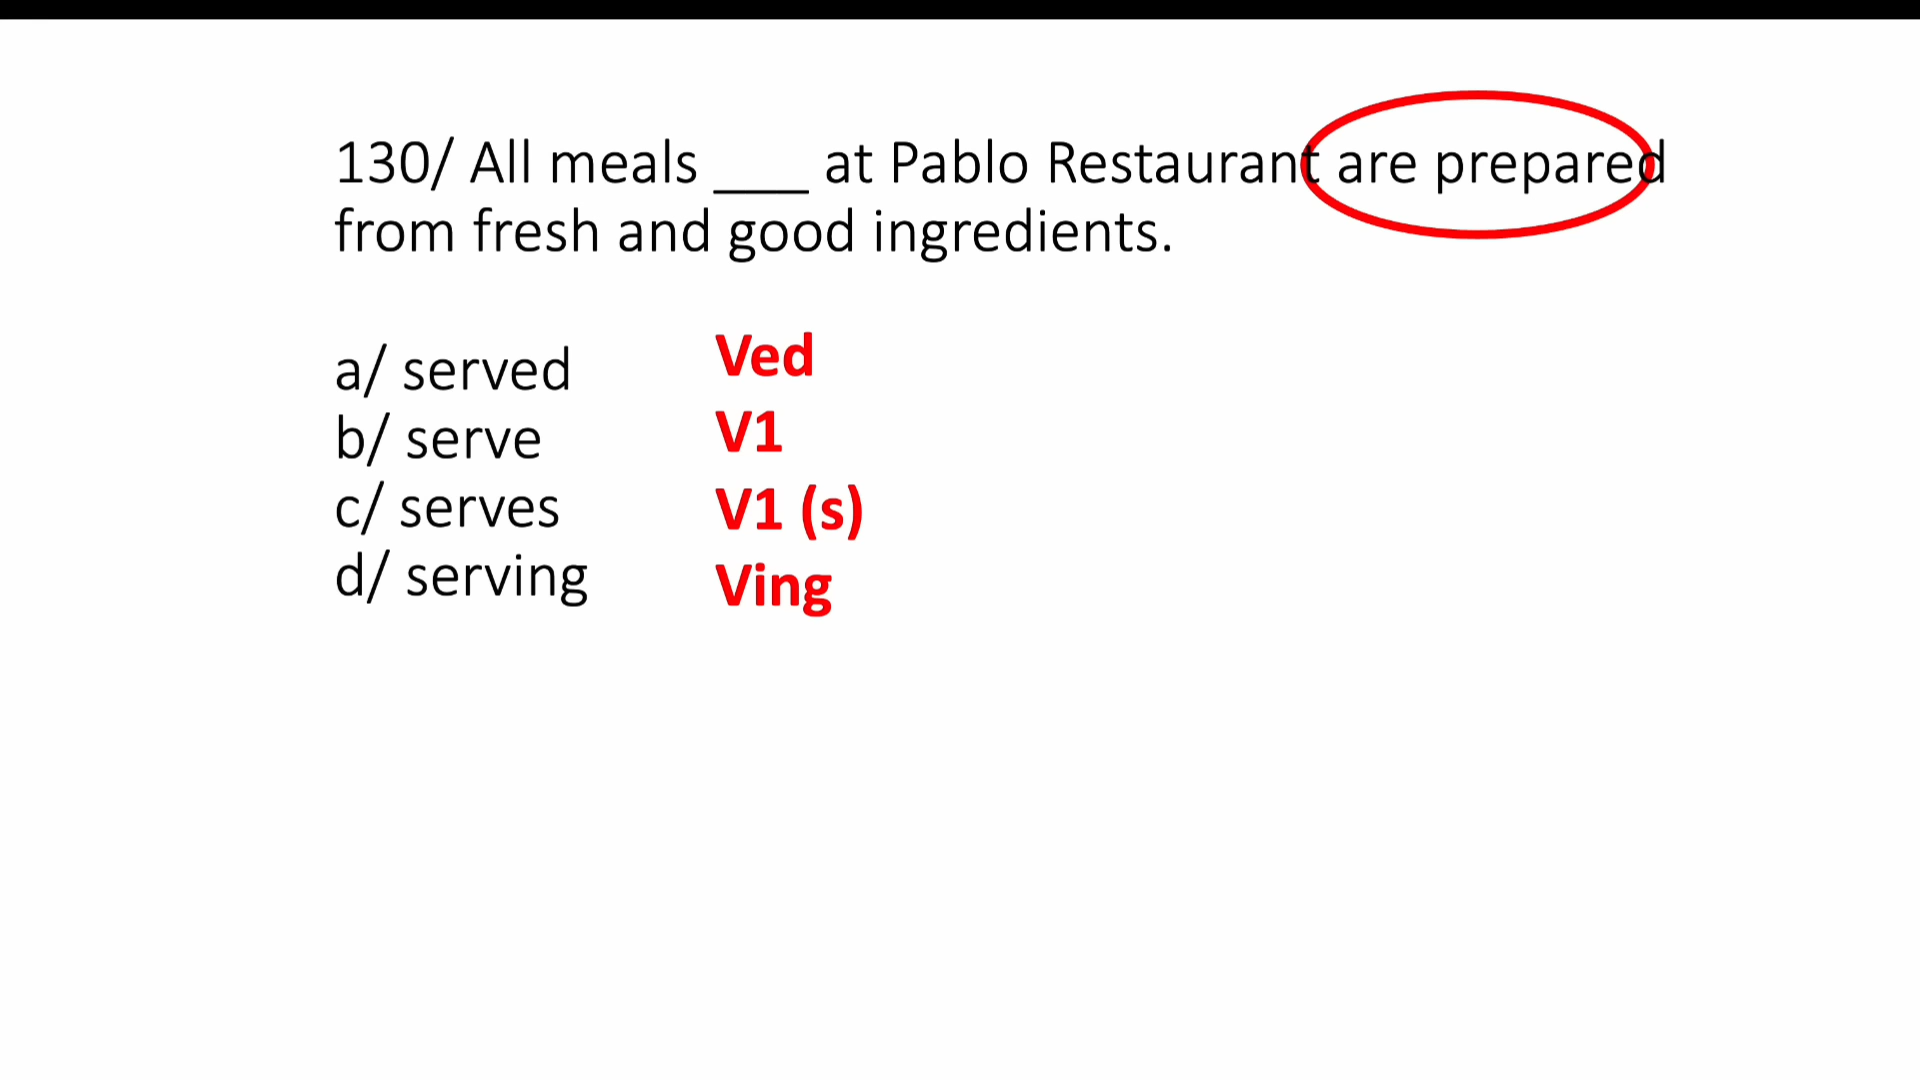 130/ All meals ___ at Pablo Restaurant are prepared
from fresh and good ingredients.
a/ served Ved
b/ serve V1
c/ serves V1 (s)
d/ serving Ving